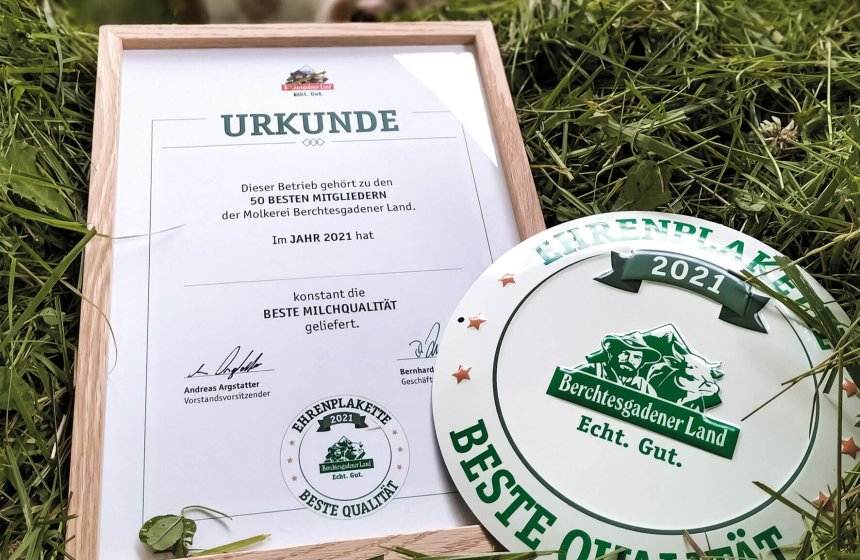 Berchtesgadener Land
Echt. Gut.
URKUNDE
Dieser Betrieb gehört zu den
50 BESTEN MITGLIEDERN
der Molkerei Berchtesgadener Land.
Im JAHR 2021 hat
konstant die
BESTE MILCHQUALITÄT
geliefert.
Andreas Argstatter
Vorstandsvorsitzender
Bernhard
EHRENPLAKETTE
2021
Berchtesgadener Land
BESTE QUALITÄT
EHRENPLAKETTE
2021
Berchtesgadener Land
Echt. Gut.
BESTE QUALITÄT